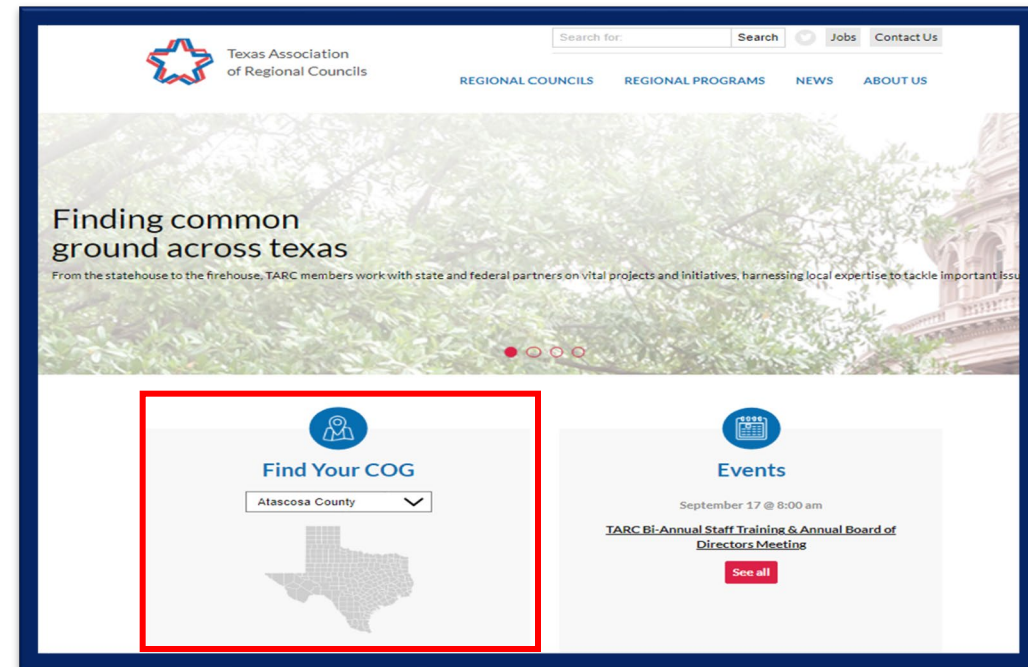 Search for:
Search
Jobs
Contact Us
Texas Association
of Regional Councils
REGIONAL COUNCILS
REGIONAL PROGRAMS
NEWS
ABOUT US
Finding common
ground across texas
From the statehouse to the firehouse, TARC members work with state and federal partners on vital projects and initiatives, harnessing local expertise to tackle important issu
Find Your COG
Atascosa County
Events
September 17 @ 8:00 am
TARC Bi-Annual Staff Training & Annual Board of
Directors Meeting
See all